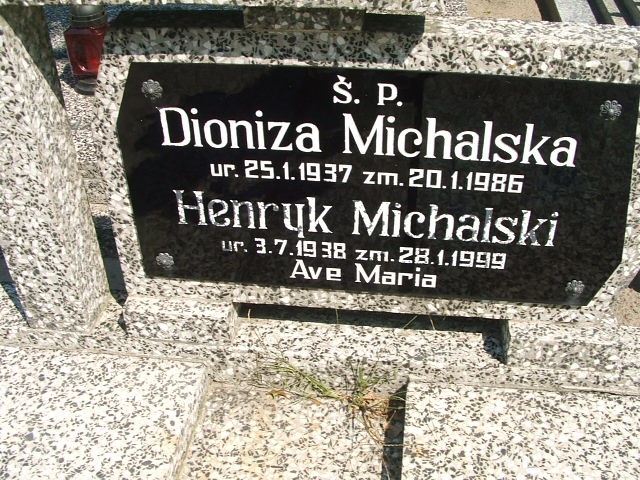 Ś. P.
Dioniza Michalska
ur. 25.1.1937 zm. 20.1.1986
Henryk Michalski
ur. 3.7.1938 zm. 28.1.1999
Ave Maria